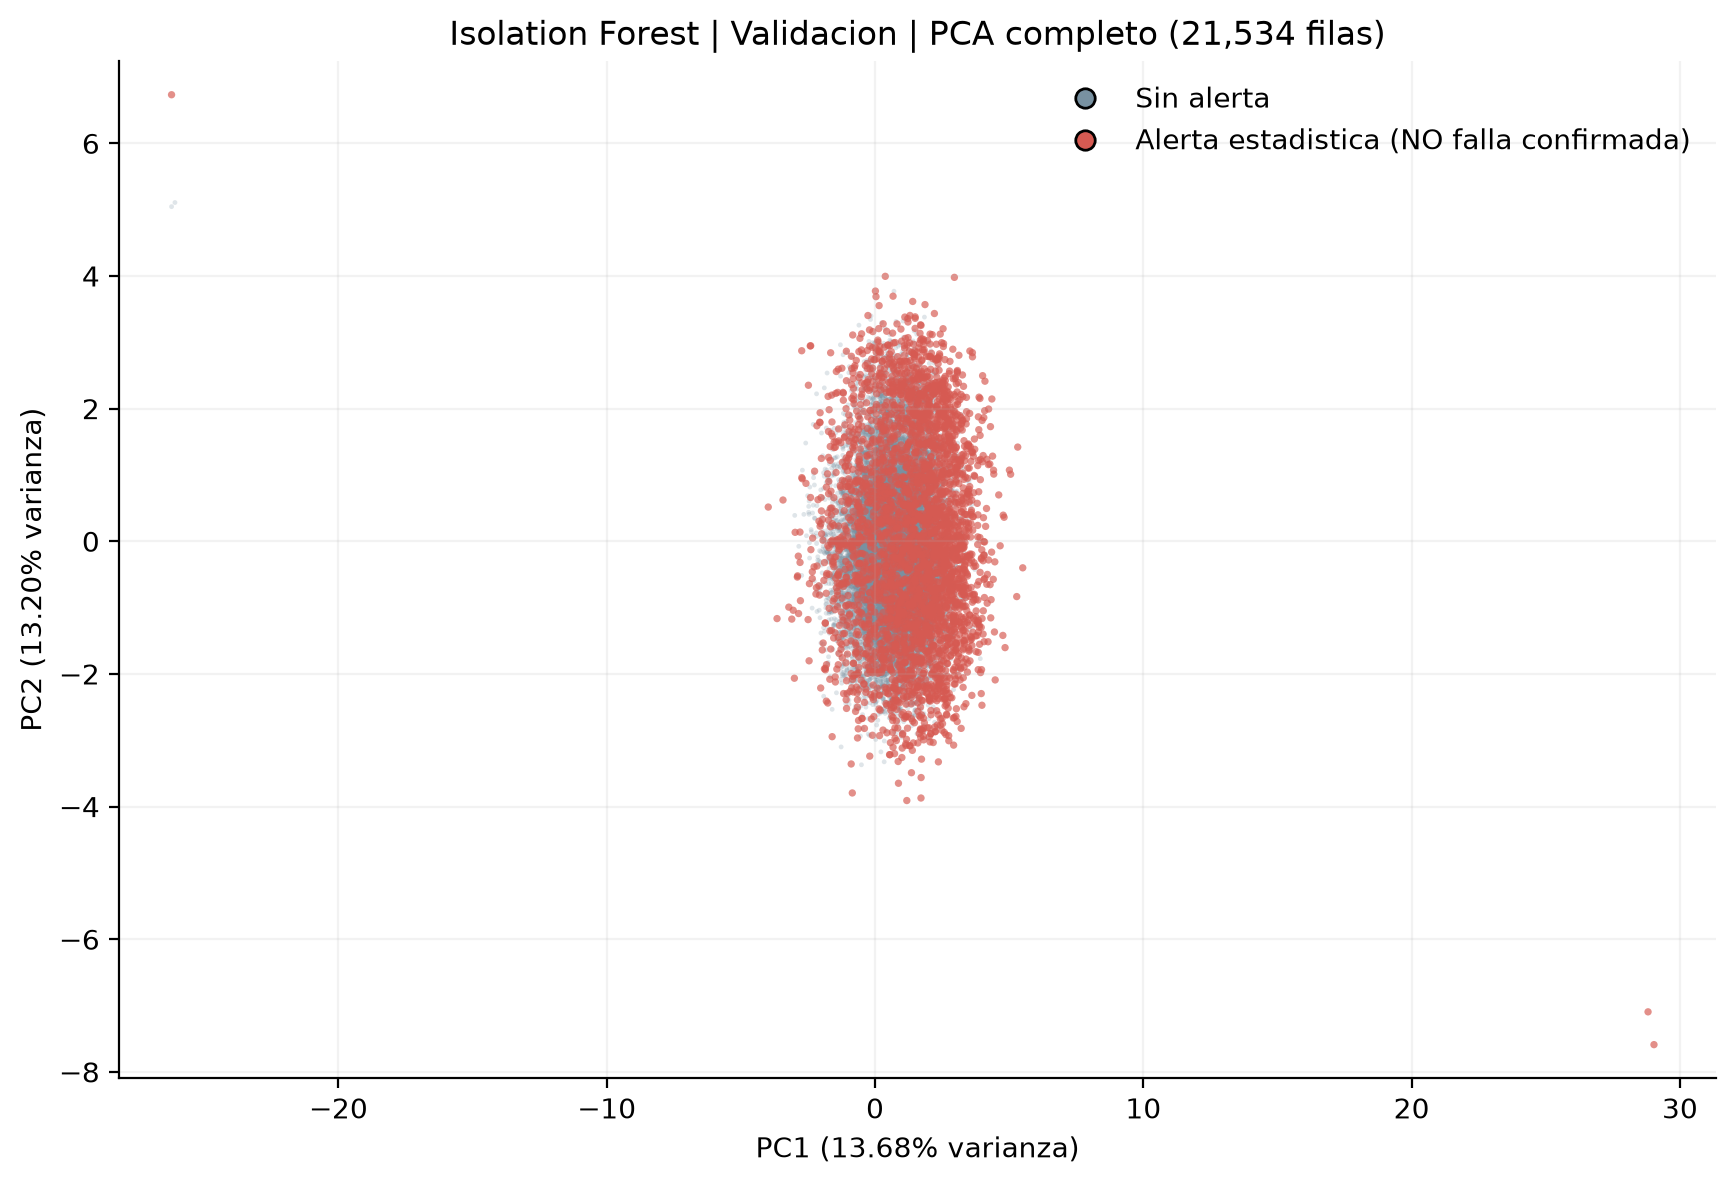 Isolation Forest | Validacion | PCA completo (21,534 filas)
Sin alerta
Alerta estadistica (NO falla confirmada)
6
4
2
0
−2
−4
−6
−8
PC2 (13.20% varianza)
−20
−10
0
10
20
30
PC1 (13.68% varianza)